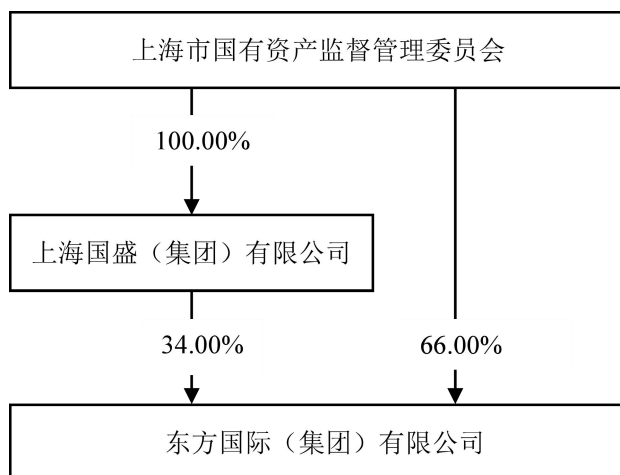 上海市国有资产监督管理委员会
100.00%
上海国盛（集团）有限公司
34.00%
66.00%
东方国际（集团）有限公司